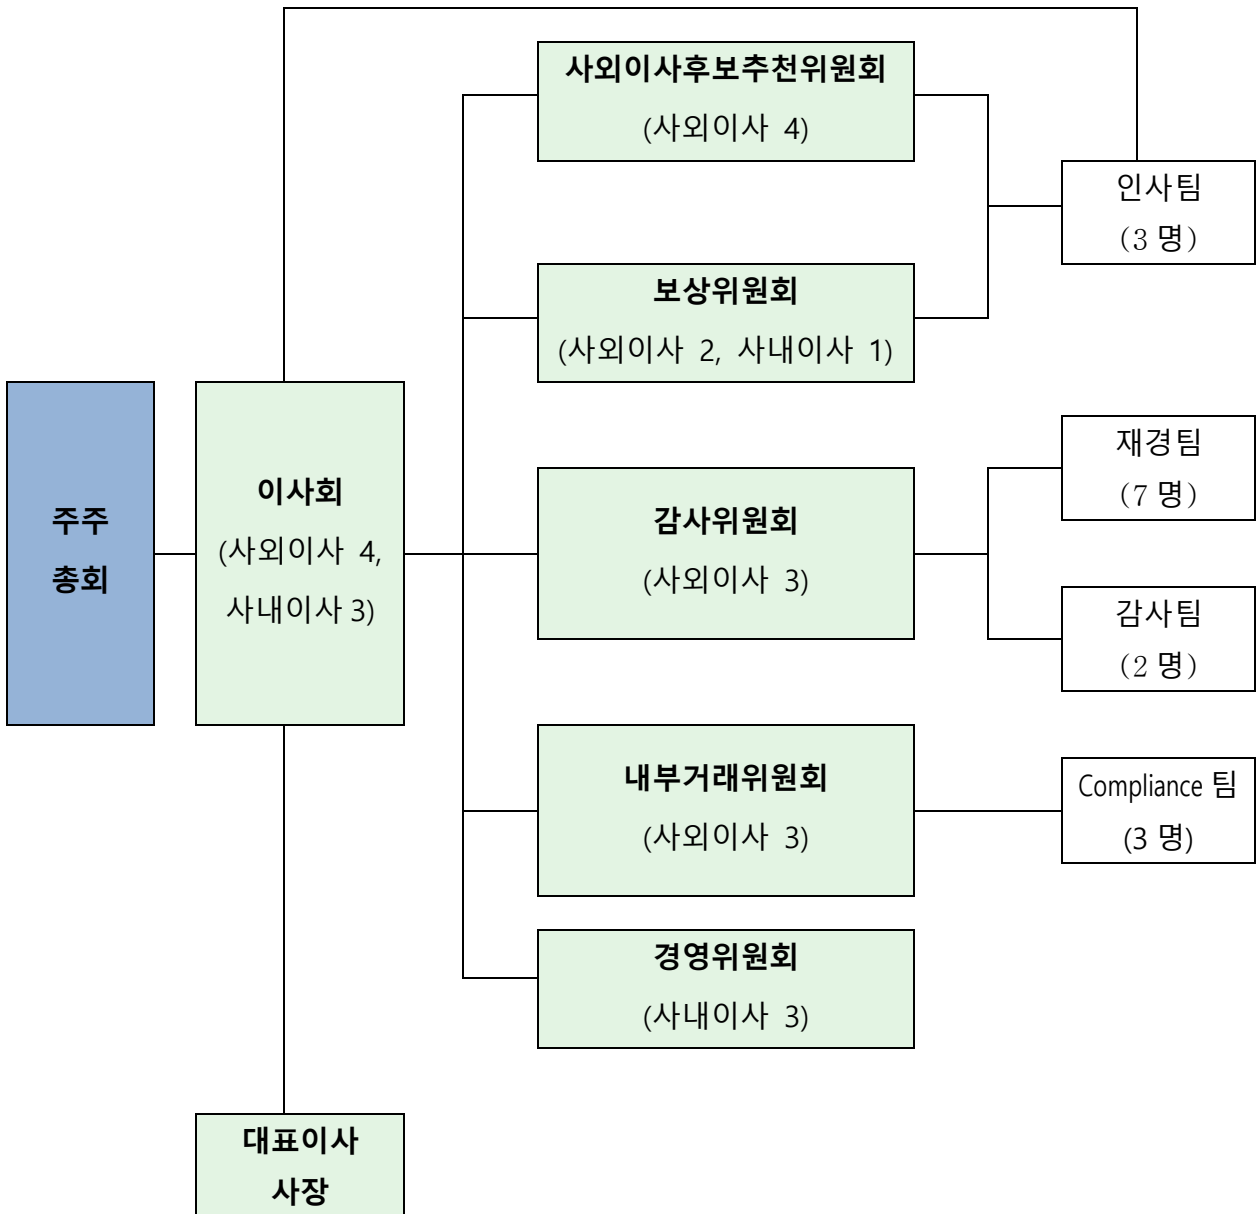 사외이사후보추천위원회
(사외이사 4)
인사팀
(3 명)
보상위원회
(사외이사 2, 사내이사 1)
주주
총회
이사회
(사외이사 4,
사내이사 3)
감사위원회
(사외이사 3)
재경팀
(7 명)
감사팀
(2 명)
내부거래위원회
(사외이사 3)
Compliance 팀
(3 명)
경영위원회
(사내이사 3)
대표이사
사장